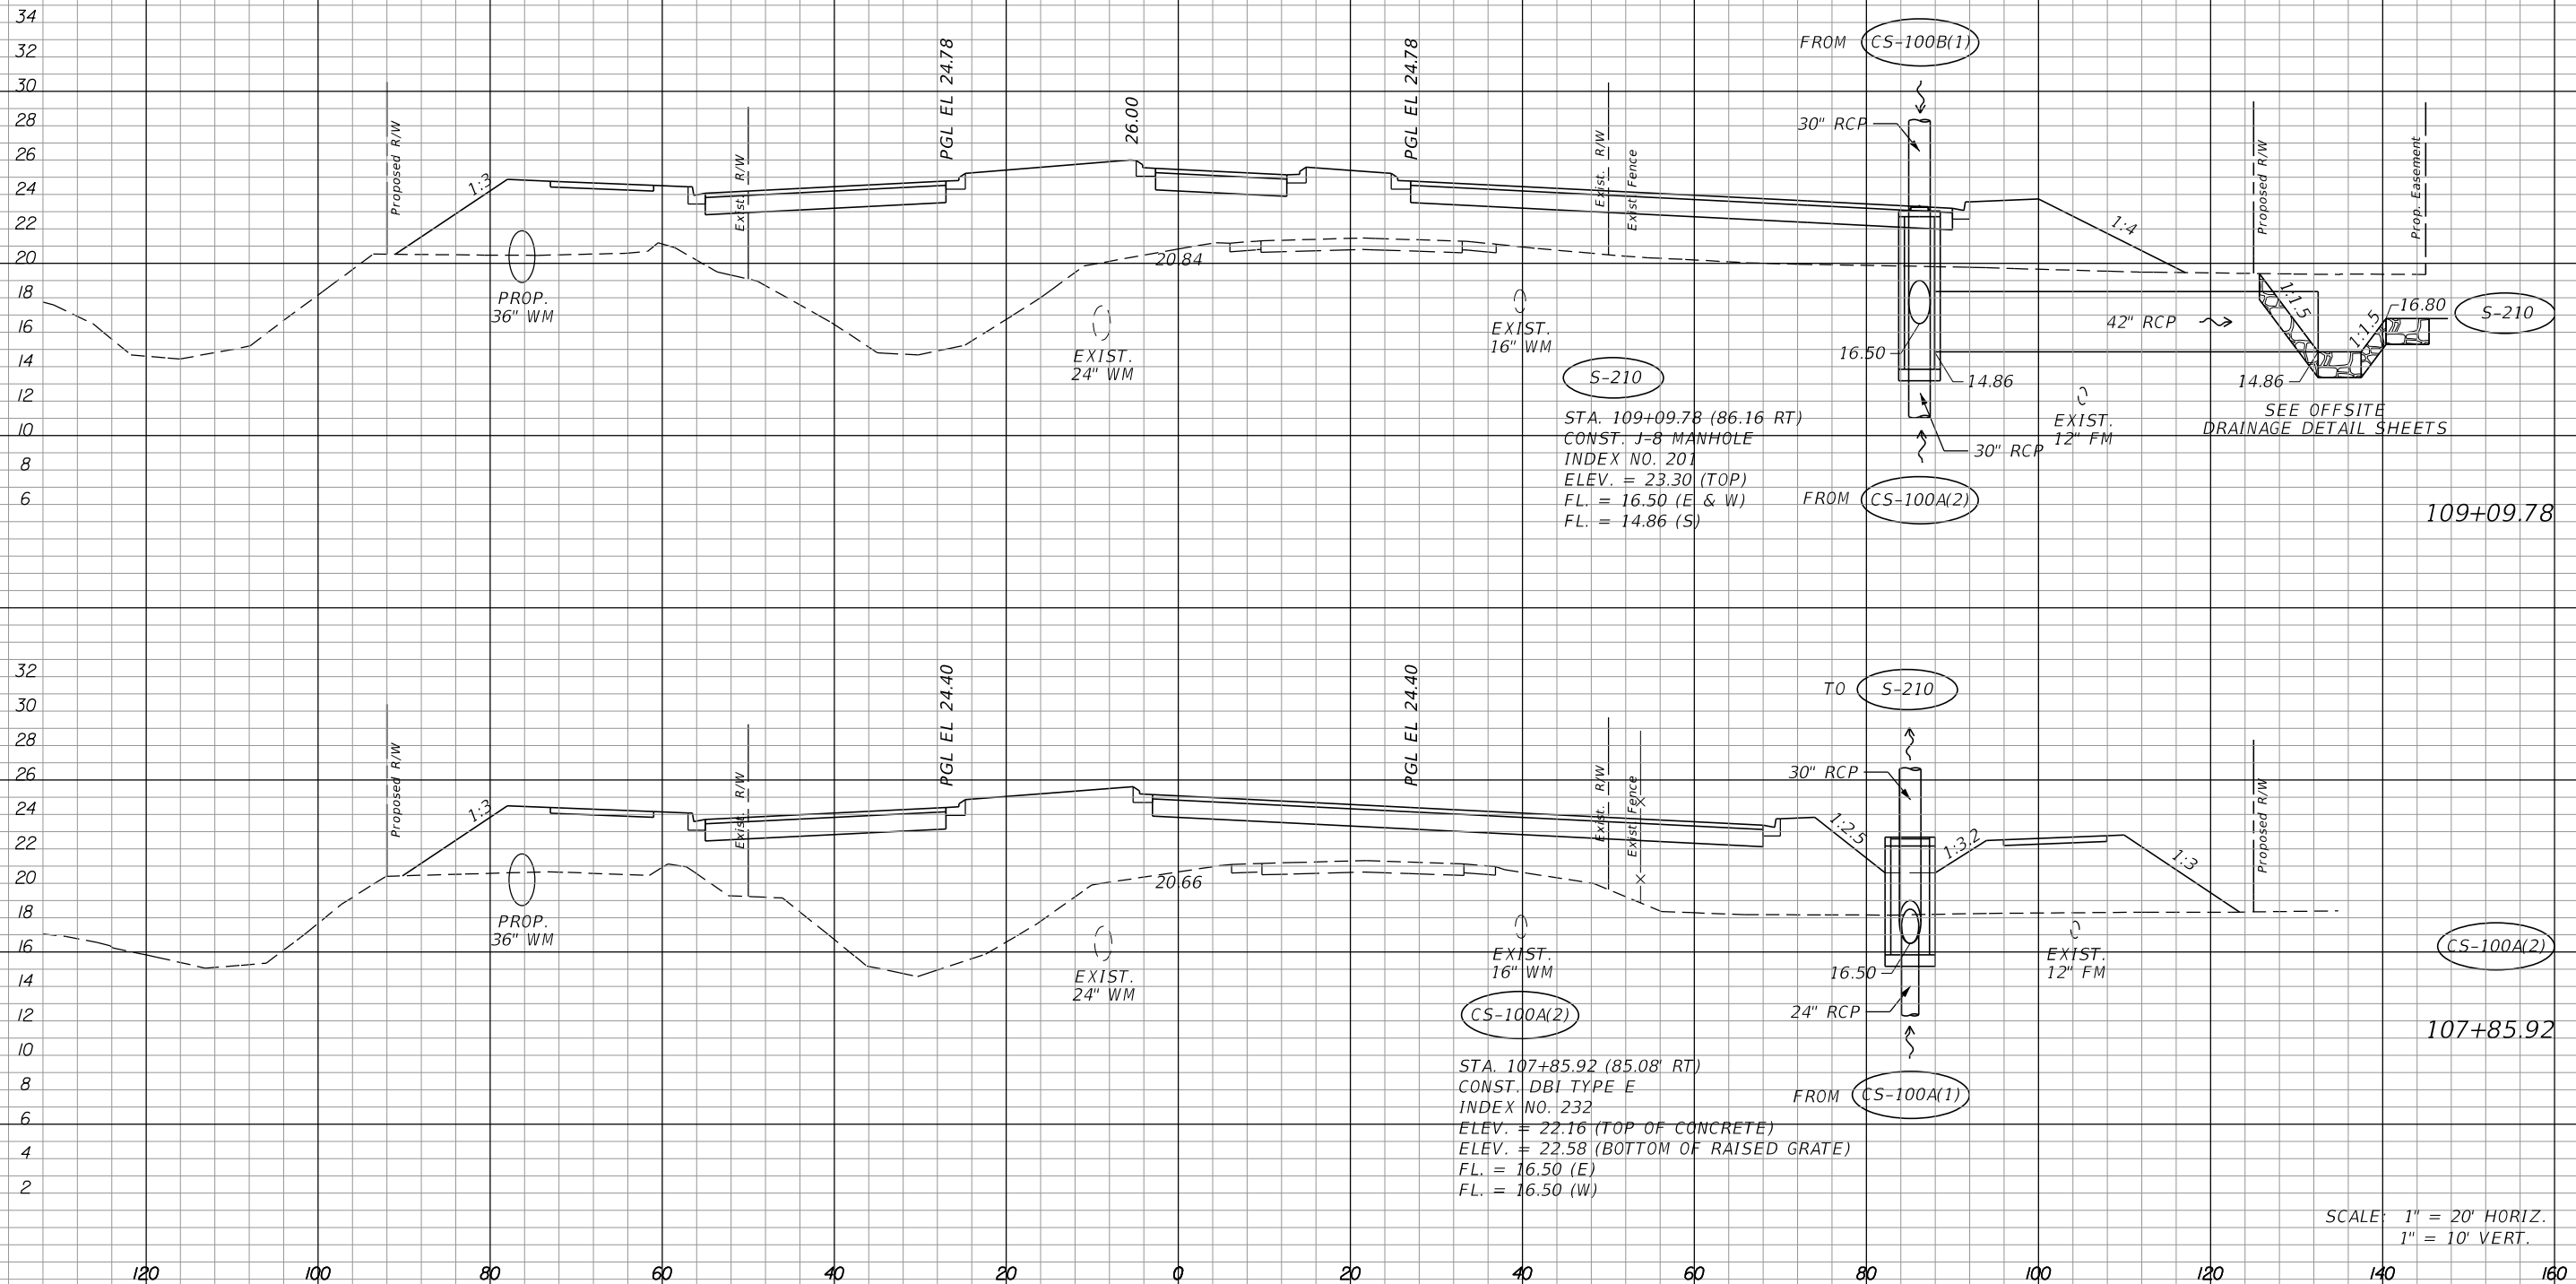 34
32
30
28
26
24
22
20
18
16
14
12
10
8
6
FROM CS-100B(1)
30" RCP
PGL EL 24.78
26.00
PGL EL 24.78
Proposed R/W
1:3
Exist. R/W
Exist. R/W
Exist Fence
1:4
Proposed R/W
Prop. Easement
20.84
PROP.
36" WM
EXIST.
24" WM
EXIST.
16" WM
16.50
14.86
42" RCP
1:1.5
1:1.5
16.80
S-210
14.86
SEE OFFSITE
DRAINAGE DETAIL SHEETS
EXIST.
12" FM
30" RCP
FROM CS-100A(2)
S-210
STA. 109+09.78 (86.16 RT)
CONST. J-8 MANHOLE
INDEX NO. 201
ELEV. = 23.30 (TOP)
FL. = 16.50 (E & W)
FL. = 14.86 (S)
109+09.78
32
30
28
26
24
22
20
18
16
14
12
10
8
6
4
2
TO S-210
30" RCP
PGL EL 24.40
PGL EL 24.40
Proposed R/W
1:3
Exist. R/W
Exist. R/W
Exist Fence
1:2.5
1:3.2
1:3
Proposed R/W
20.66
PROP.
36" WM
EXIST.
24" WM
EXIST.
16" WM
16.50
EXIST.
12" FM
CS-100A(2)
24" RCP
FROM CS-100A(1)
CS-100A(2)
STA. 107+85.92 (85.08' RT)
CONST. DBI TYPE E
INDEX NO. 232
ELEV. = 22.16 (TOP OF CONCRETE)
ELEV. = 22.58 (BOTTOM OF RAISED GRATE)
FL. = 16.50 (E)
FL. = 16.50 (W)
107+85.92
SCALE: 1" = 20' HORIZ.
1" = 10' VERT.
120 100 80 60 40 20 0 20 40 60 80 100 120 140 160